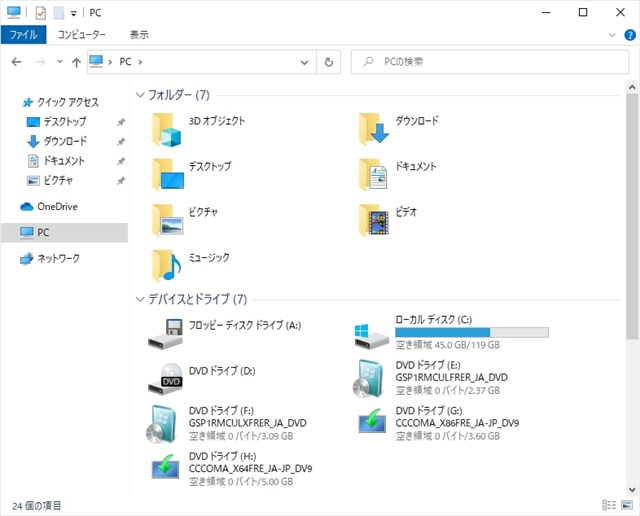 PC
ファイル
コンピューター
表示
PC
PCの検索
クイック アクセス
デスクトップ
ダウンロード
ドキュメント
ピクチャ
OneDrive
PC
ネットワーク
フォルダー (7)
3D オブジェクト
ダウンロード
デスクトップ
ドキュメント
ピクチャ
ビデオ
ミュージック
デバイスとドライブ (7)
フロッピー ディスク ドライブ (A:)
ローカル ディスク (C:)
空き領域 45.0 GB/119 GB
DVD ドライブ (D:)
DVD
DVD ドライブ (E:)
GSP1RMCULFRER_JA_DVD
空き領域 0 バイト/2.37 GB
DVD ドライブ (F:)
GSP1RMCULXFRER_JA_DVD
空き領域 0 バイト/3.09 GB
DVD ドライブ (G:)
CCCOMA_X86FRE_JA-JP_DV9
空き領域 0 バイト/3.60 GB
DVD ドライブ (H:)
CCCOMA_X64FRE_JA-JP_DV9
空き領域 0 バイト/5.00 GB
24 個の項目